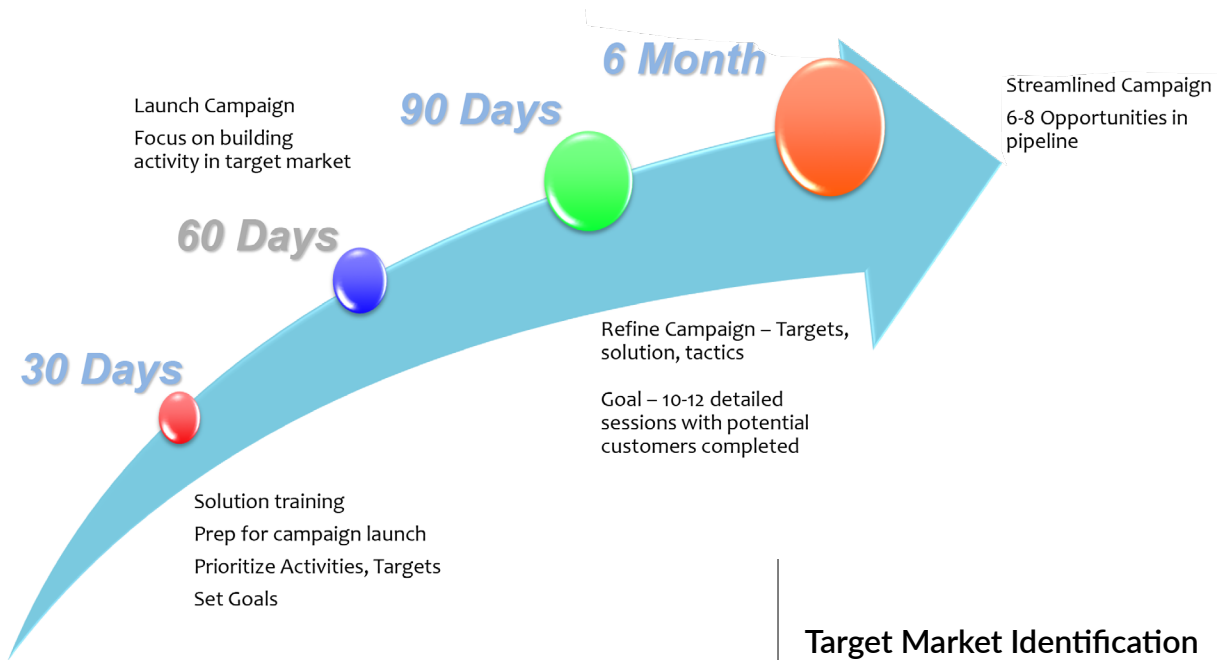 6 Month
90 Days
Launch Campaign
Focus on building
activity in target market
Streamlined Campaign
6-8 Opportunities in
pipeline
60 Days
30 Days
Refine Campaign – Targets,
solution, tactics
Goal – 10-12 detailed
sessions with potential
customers completed
Solution training
Prep for campaign launch
Prioritize Activities, Targets
Set Goals
Target Market Identification